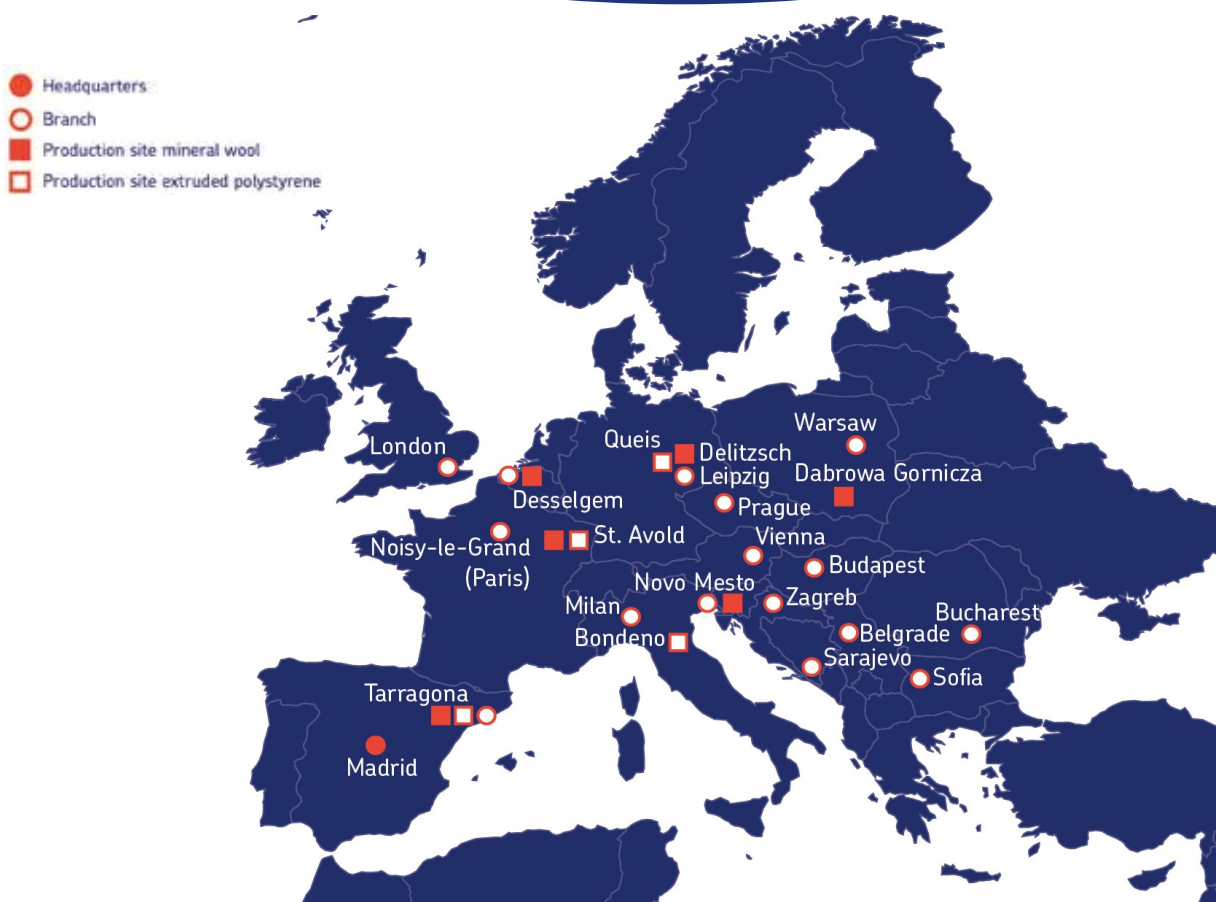 Headquarters
Branch
Production site mineral wool
Production site extruded polystyrene
London
Queis
Delitzsch
Leipzig
Warsaw
Dabrowa Gornicza
Desselgem
Prague
Noisy-le-Grand
(Paris)
St. Avold
Vienna
Budapest
Novo Mesto
Zagreb
Milan
Bondeno
Belgrade
Bucharest
Sarajevo
Sofia
Tarragona
Madrid